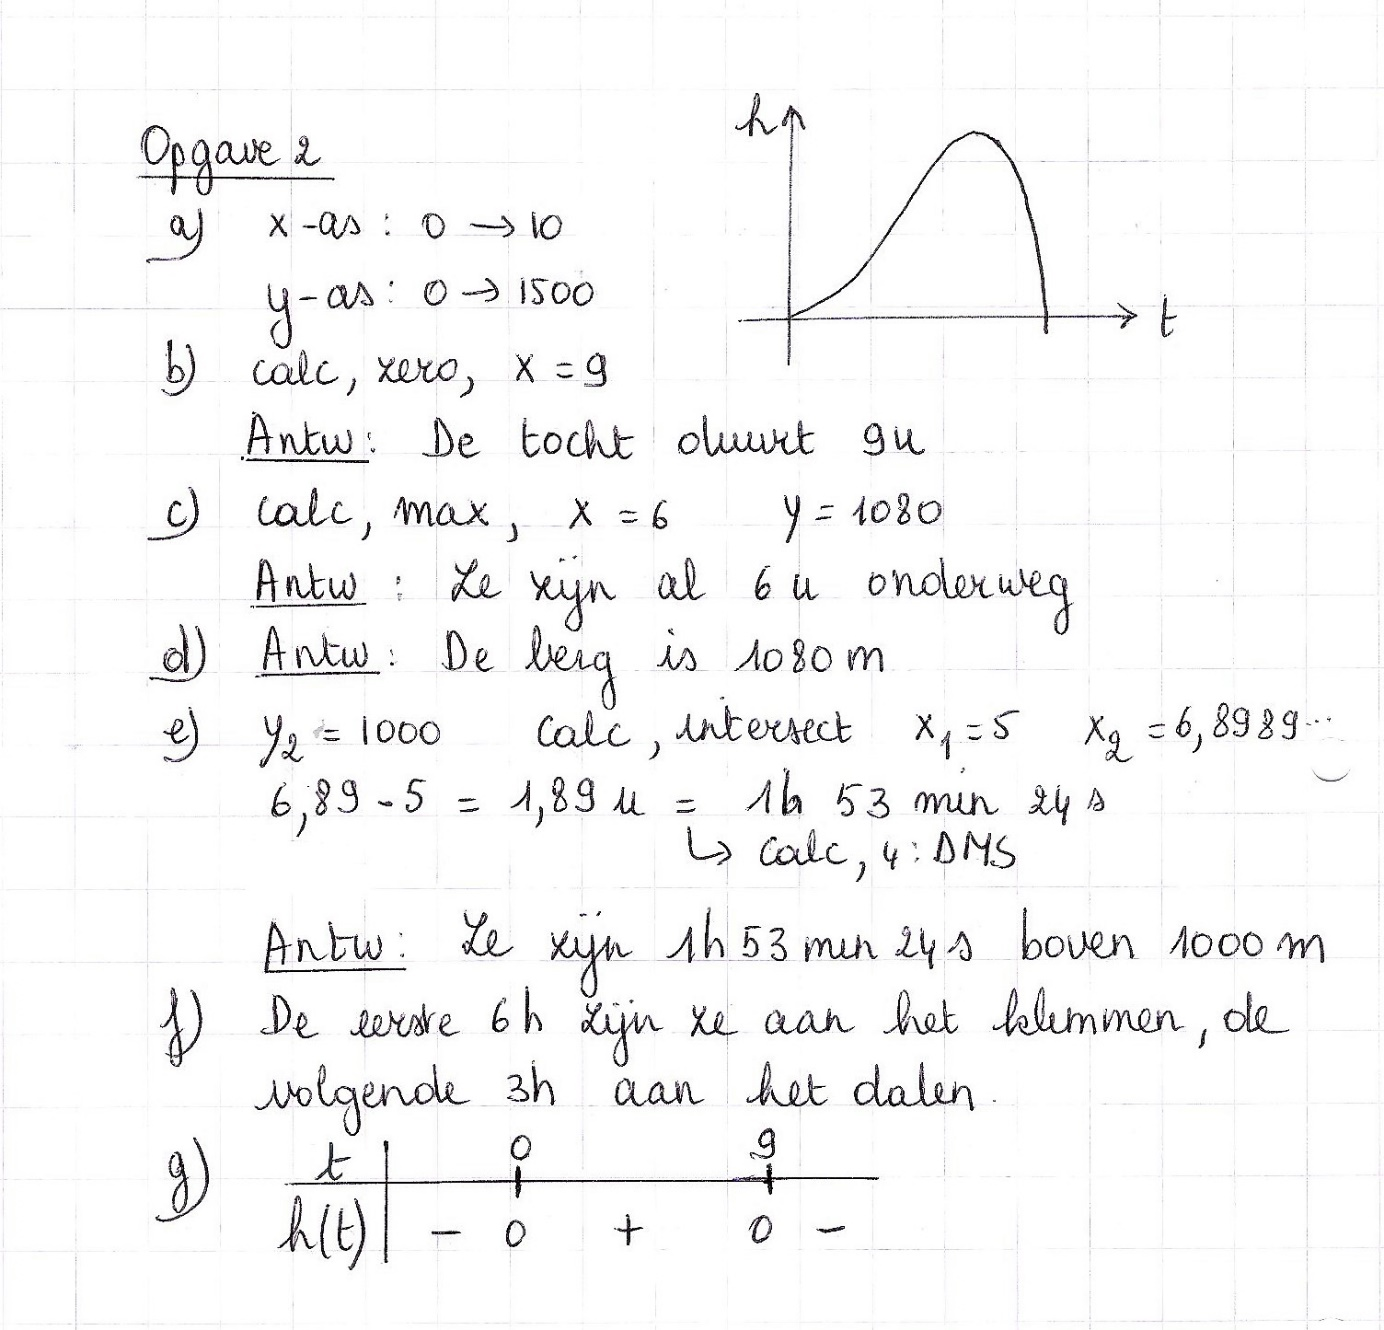 Opgave 2
h
t
a) x-as : 0 → 10
y-as : 0 → 1500
b) calc, zero, x = 9
Antw : De tocht duurt 9u
c) calc, max, x = 6 y = 1080
Antw : Ze zijn al 6 u onderweg
d) Antw : De berg is 1080 m
e) y₂ = 1000 calc, intersect x₁ = 5 x₂ = 6,8989...
6,89 - 5 = 1,89 u = 1h 53 min 24 s
↳ calc, 4 : DMS
Antw : Ze zijn 1h 53 min 24 s boven 1000 m
f) De eerste 6h zijn ze aan het klimmen, de
volgende 3h aan het dalen.
g) t 0 9
h(t) - 0 + 0 -